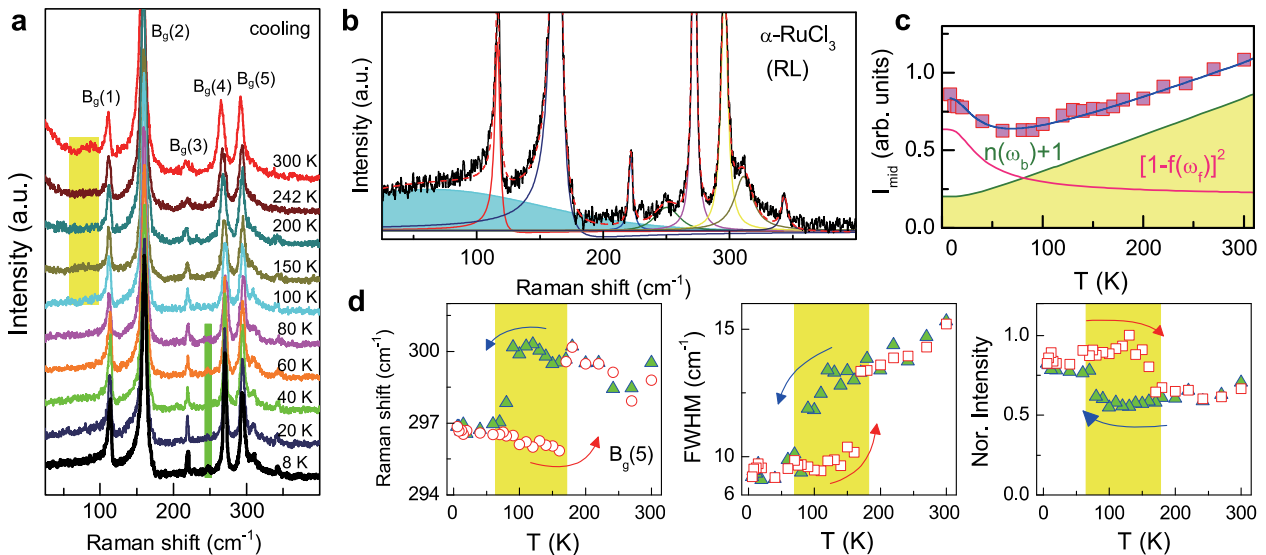 a
cooling
B_g(1)
B_g(2)
B_g(3)
B_g(4)
B_g(5)
300 K
242 K
200 K
150 K
100 K
80 K
60 K
40 K
20 K
8 K
Intensity (a.u.)
100 200 300
Raman shift (cm⁻¹)
b
α-RuCl₃
(RL)
Intensity (a.u.)
100 200 300
Raman shift (cm⁻¹)
c
I_mid (arb. units)
1.0
0.5
0.0
n(ω_b)+1
[1-f(ω_f)]²
0 100 200 300
T (K)
d
Raman shift (cm⁻¹)
300
297
294
B_g(5)
0 100 200 300
T (K)
FWHM (cm⁻¹)
15
9
6
0 100 200 300
T (K)
Nor. Intensity
1.0
0.5
0.0
0 100 200 300
T (K)